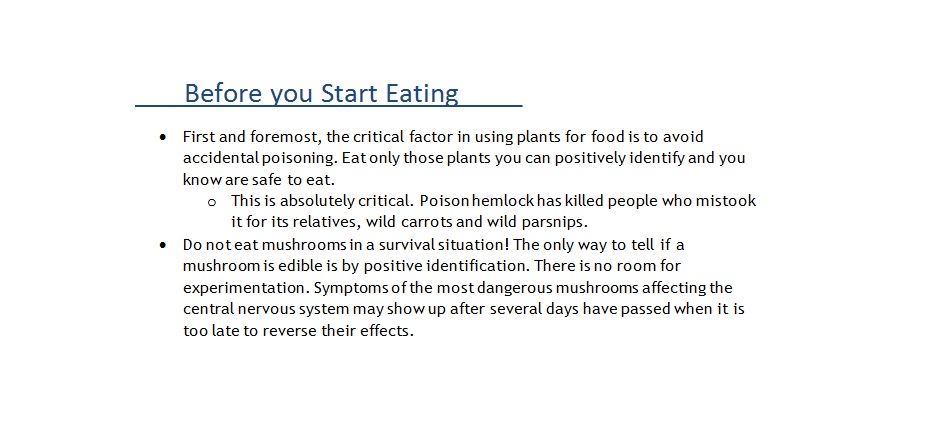 Before you Start Eating
• First and foremost, the critical factor in using plants for food is to avoid
accidental poisoning. Eat only those plants you can positively identify and you
know are safe to eat.
o This is absolutely critical. Poison hemlock has killed people who mistook
it for its relatives, wild carrots and wild parsnips.
• Do not eat mushrooms in a survival situation! The only way to tell if a
mushroom is edible is by positive identification. There is no room for
experimentation. Symptoms of the most dangerous mushrooms affecting the
central nervous system may show up after several days have passed when it is
too late to reverse their effects.